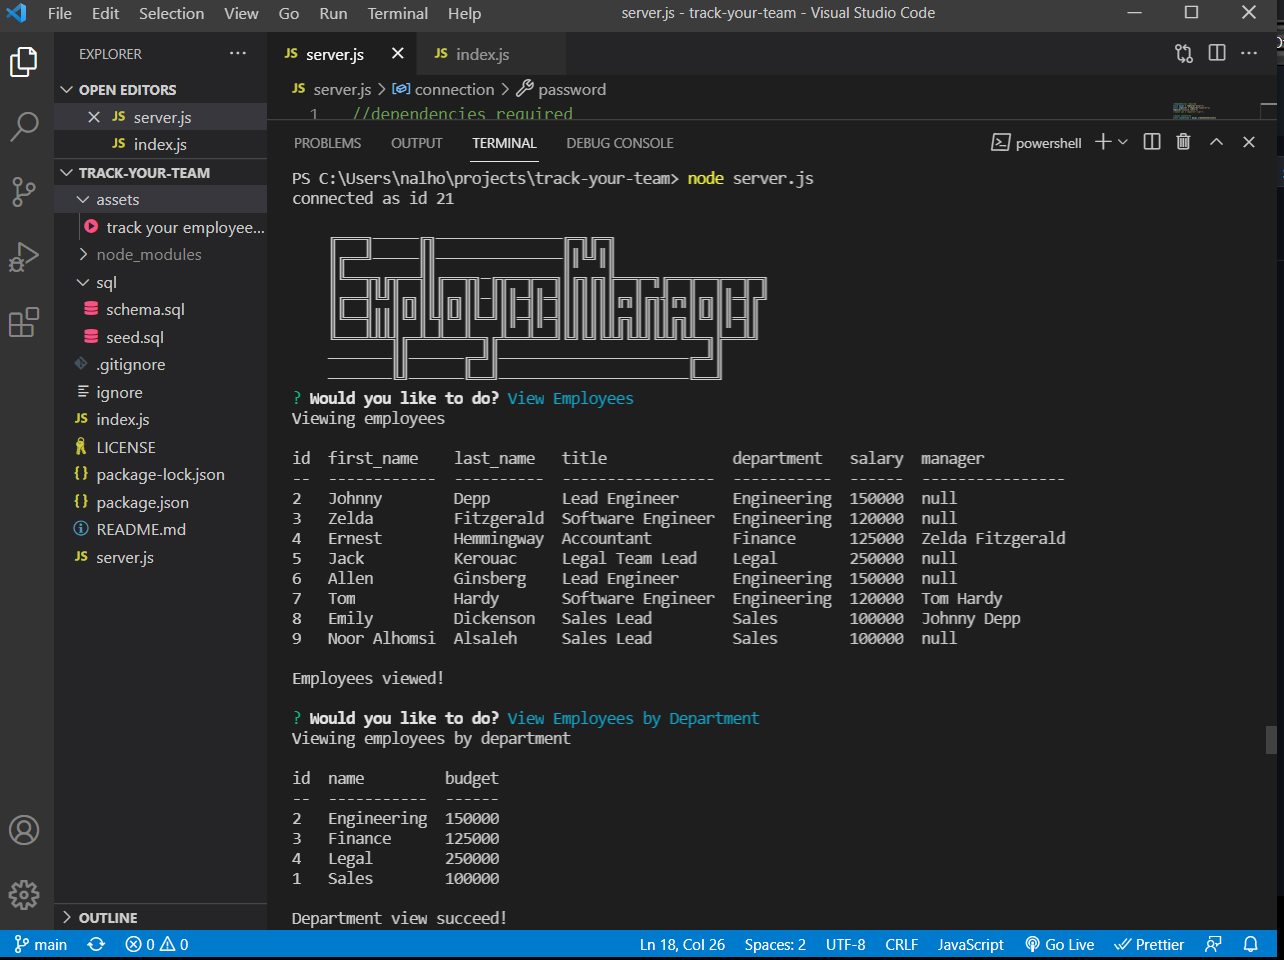 File Edit Selection View Go Run Terminal Help
server.js - track-your-team - Visual Studio Code
EXPLORER
OPEN EDITORS
JS server.js
JS index.js
TRACK-YOUR-TEAM
assets
track your employee...
node_modules
sql
schema.sql
seed.sql
.gitignore
ignore
JS index.js
LICENSE
{} package-lock.json
{} package.json
README.md
JS server.js
OUTLINE
JS server.js
JS index.js
JS server.js > connection > password
1 //dependencies required
PROBLEMS OUTPUT TERMINAL DEBUG CONSOLE
powershell
PS C:\Users\nalho\projects\track-your-team> node server.js
connected as id 21
Employee Manager
? Would you like to do? View Employees
Viewing employees
id first_name last_name title department salary manager
-- ------------ ---------- ----------------- ----------- ------ ----------------
2 Johnny Depp Lead Engineer Engineering 150000 null
3 Zelda Fitzgerald Software Engineer Engineering 120000 null
4 Ernest Hemmingway Accountant Finance 125000 Zelda Fitzgerald
5 Jack Kerouac Legal Team Lead Legal 250000 null
6 Allen Ginsberg Lead Engineer Engineering 150000 null
7 Tom Hardy Software Engineer Engineering 120000 Tom Hardy
8 Emily Dickenson Sales Lead Sales 100000 Johnny Depp
9 Noor Alhomsi Alsaleh Sales Lead Sales 100000 null
Employees viewed!
? Would you like to do? View Employees by Department
Viewing employees by department
id name budget
-- ----------- ------
2 Engineering 150000
3 Finance 125000
4 Legal 250000
1 Sales 100000
Department view succeed!
main 0 0
Ln 18, Col 26 Spaces: 2 UTF-8 CRLF JavaScript Go Live Prettier